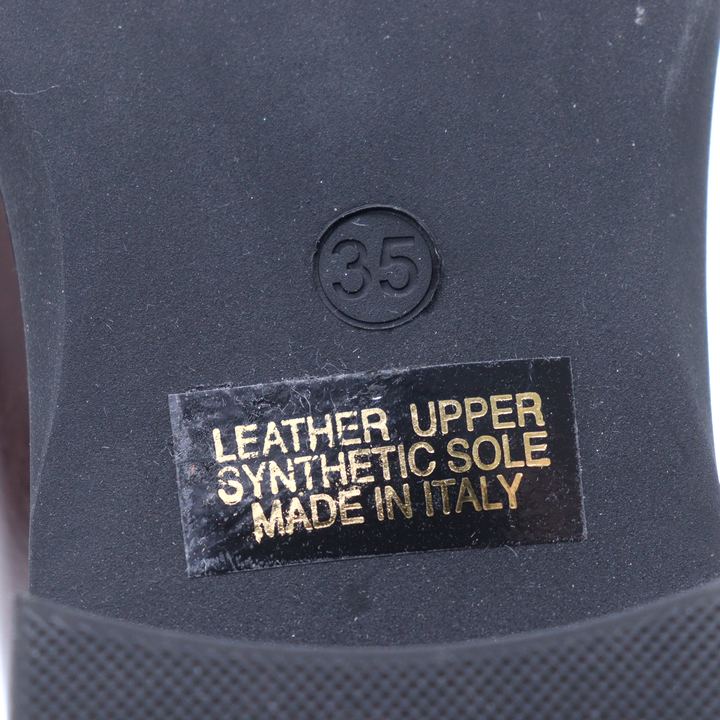 35
LEATHER UPPER
SYNTHETIC SOLE
MADE IN ITALY